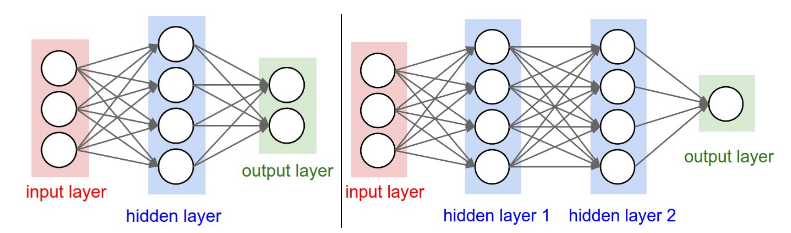 input layer
hidden layer
output layer
input layer
hidden layer 1
hidden layer 2
output layer